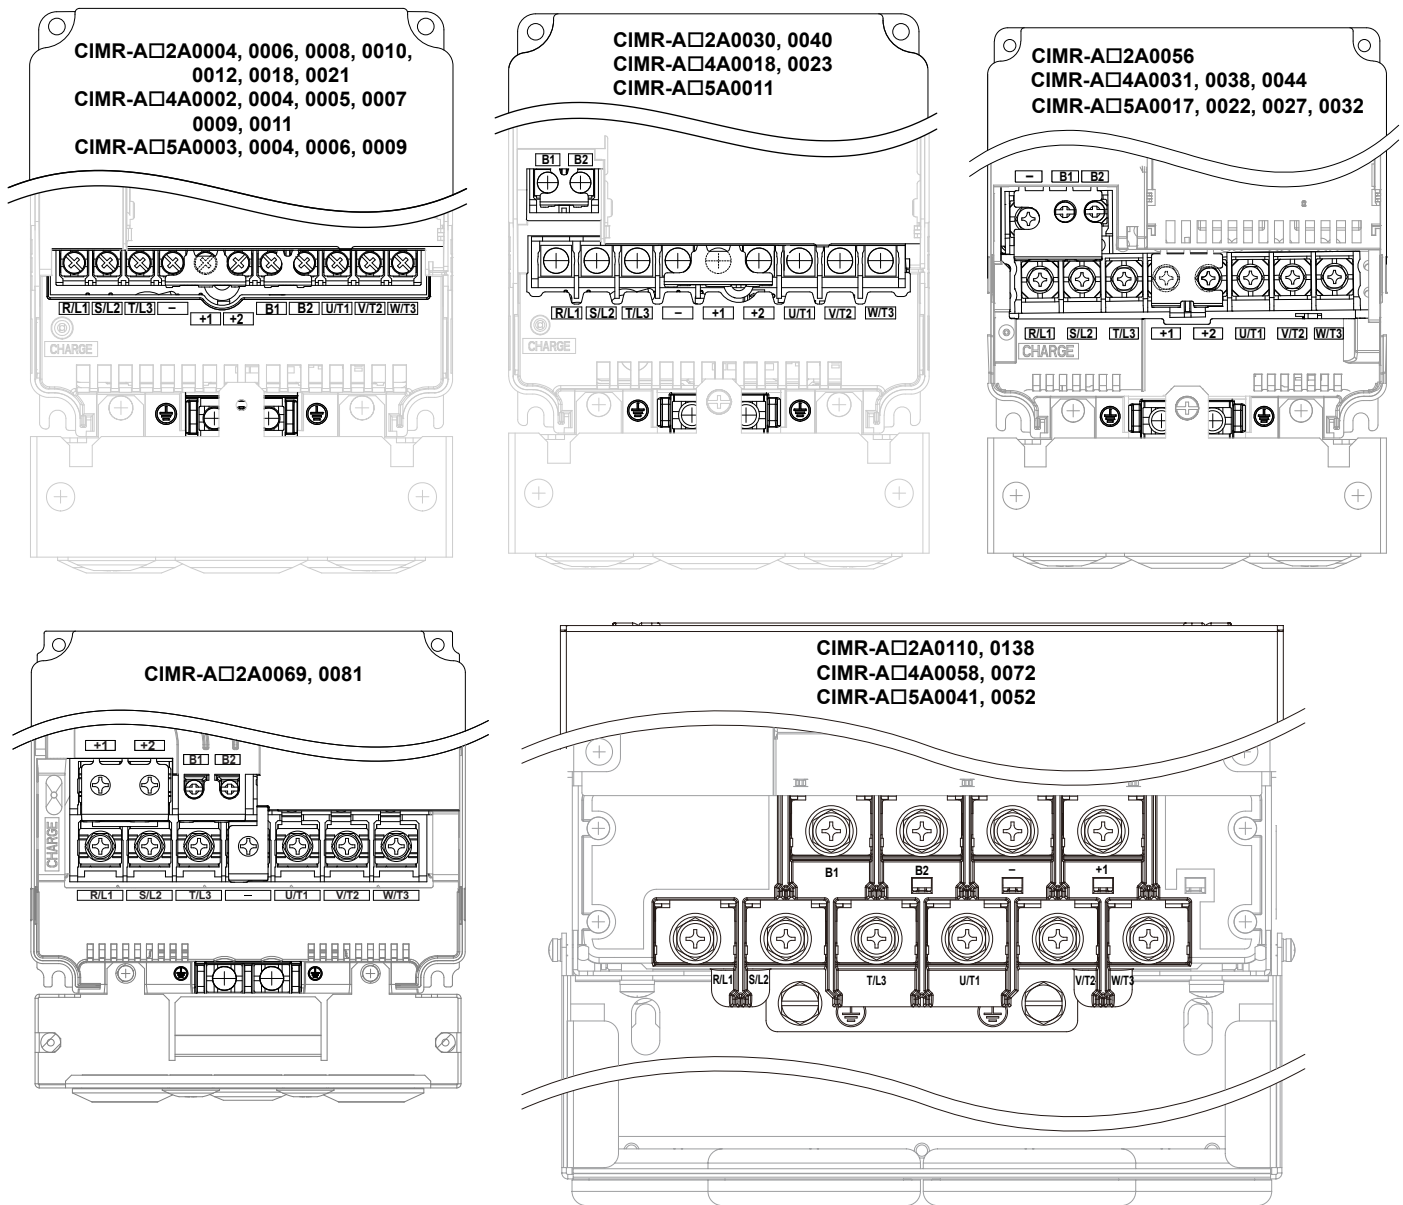 CIMR-A□2A0004, 0006, 0008, 0010,
0012, 0018, 0021
CIMR-A□4A0002, 0004, 0005, 0007
0009, 0011
CIMR-A□5A0003, 0004, 0006, 0009
R/L1 S/L2 T/L3 − +1 +2 B1 B2 U/T1 V/T2 W/T3
CHARGE
CIMR-A□2A0030, 0040
CIMR-A□4A0018, 0023
CIMR-A□5A0011
B1 B2
R/L1 S/L2 T/L3 − +1 +2 U/T1 V/T2 W/T3
CHARGE
CIMR-A□2A0056
CIMR-A□4A0031, 0038, 0044
CIMR-A□5A0017, 0022, 0027, 0032
− B1 B2
R/L1 S/L2 T/L3 +1 +2 U/T1 V/T2 W/T3
CHARGE
CIMR-A□2A0069, 0081
+1 +2 B1 B2
CHARGE
R/L1 S/L2 T/L3 − U/T1 V/T2 W/T3
CIMR-A□2A0110, 0138
CIMR-A□4A0058, 0072
CIMR-A□5A0041, 0052
B1 B2 − +1
R/L1 S/L2 T/L3 U/T1 V/T2 W/T3